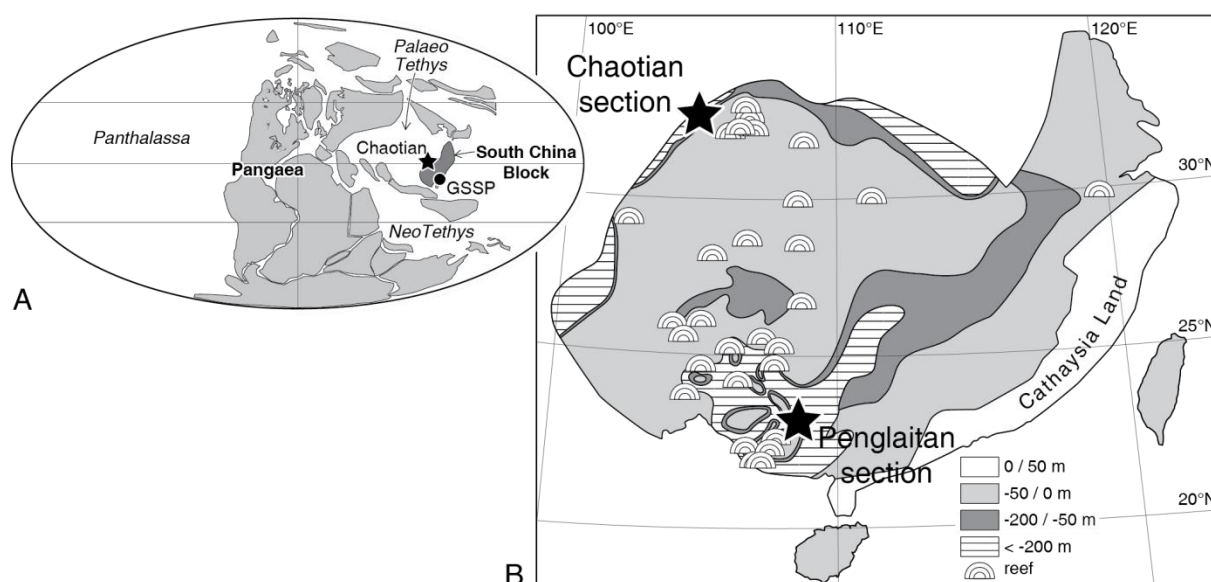 Palaeo
Tethys
Panthalassa
Chaotian
South China
Block
Pangaea
GSSP
NeoTethys
A
100°E
110°E
120°E
Chaotian
section
30°N
25°N
20°N
Cathaysia Land
Penglaitan
section
0 / 50 m
-50 / 0 m
-200 / -50 m
< -200 m
reef
B